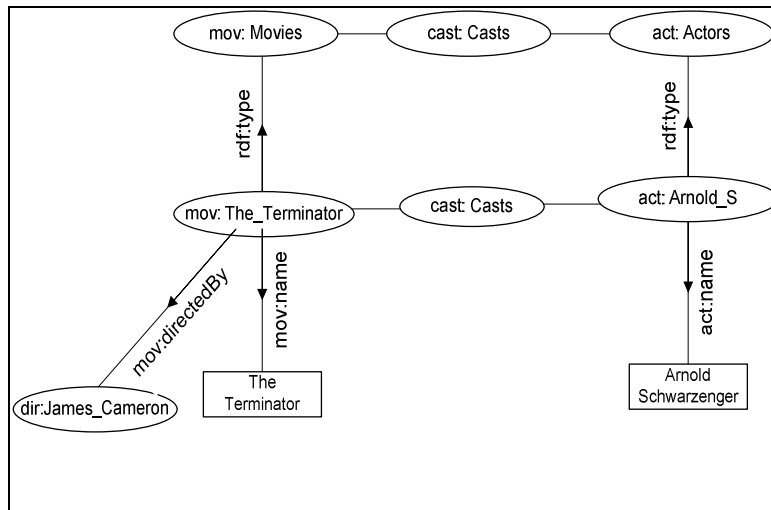 mov: Movies
cast: Casts
act: Actors
rdf:type
rdf:type
mov: The_Terminator
cast: Casts
act: Arnold_S
mov:directedBy
mov:name
act:name
dir:James_Cameron
The
Terminator
Arnold
Schwarzenger